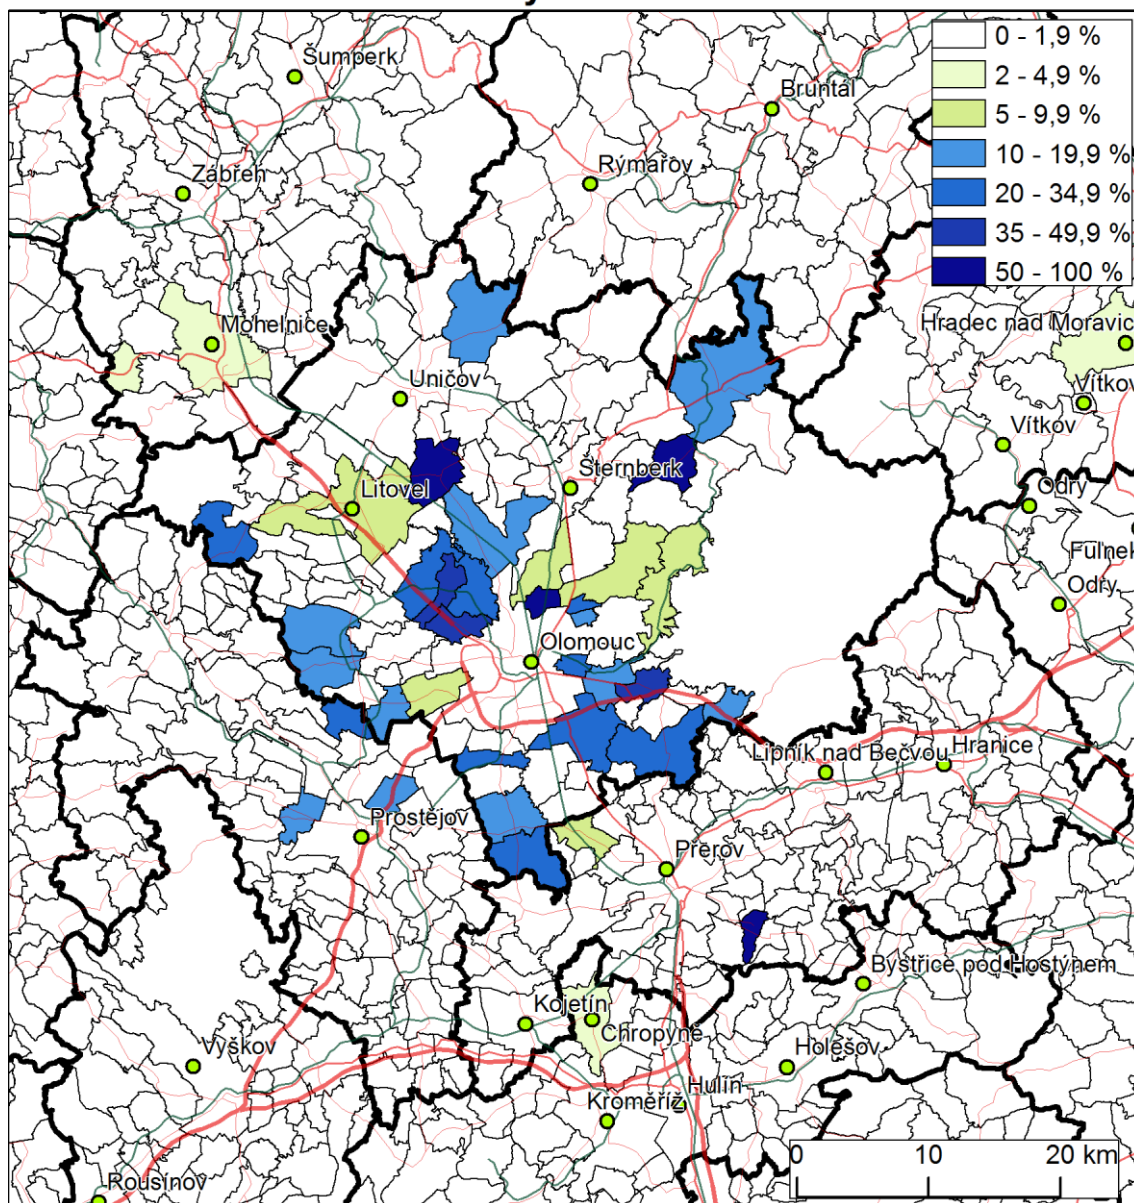 0 - 1,9 %
2 - 4,9 %
5 - 9,9 %
10 - 19,9 %
20 - 34,9 %
35 - 49,9 %
50 - 100 %
Šumperk
Bruntál
Zábřeh
Rýmařov
Mohelnice
Hradec nad Moravic
Uničov
Vítkov
Vítkov
Šternberk
Litovel
Odry
Fulnek
Odry
Olomouc
Lipník nad Bečvou
Hranice
Prostějov
Přerov
Bystřice pod Hostýnem
Kojetín
Chropyně
Vyškov
Holešov
Hulín
Kroměříž
Rousínov
0 10 20 km